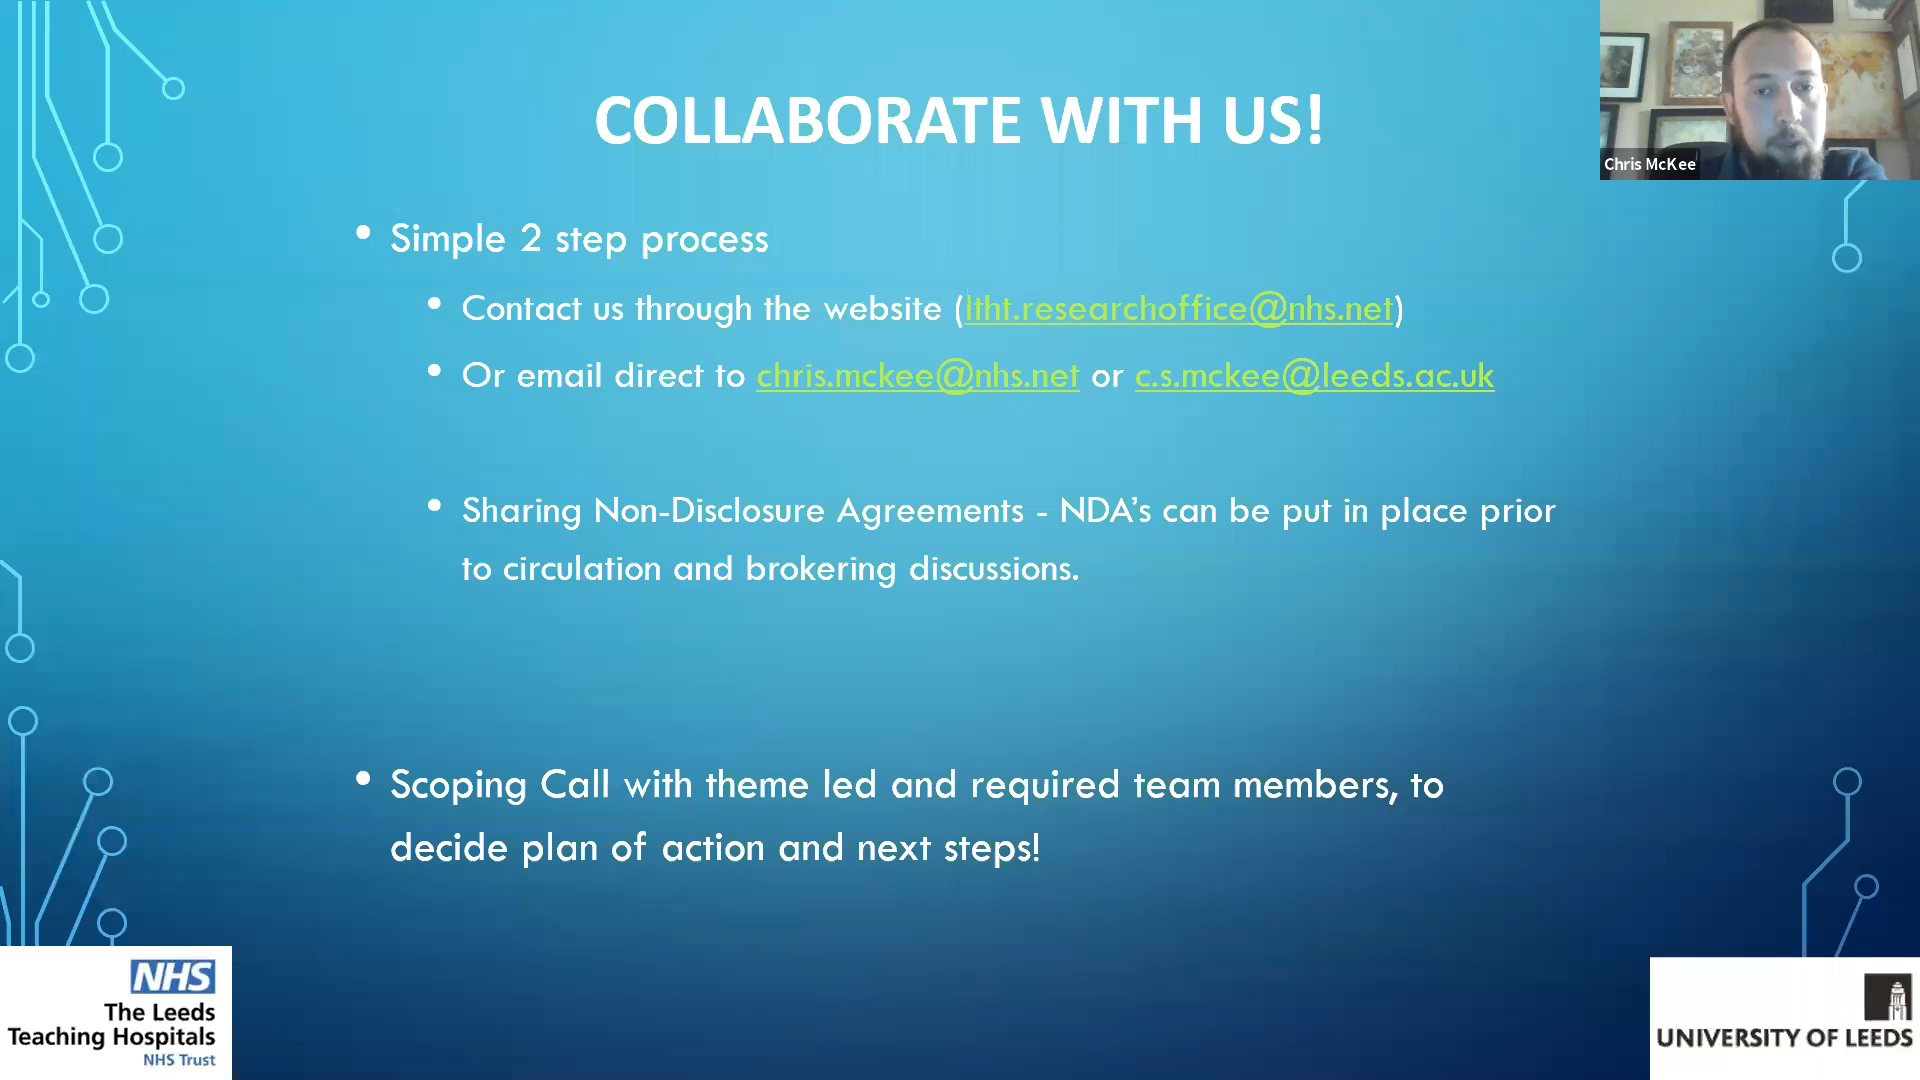 COLLABORATE WITH US!
Chris McKee
• Simple 2 step process
• Contact us through the website (ltht.researchoffice@nhs.net)
• Or email direct to chris.mckee@nhs.net or c.s.mckee@leeds.ac.uk
• Sharing Non-Disclosure Agreements - NDA’s can be put in place prior
to circulation and brokering discussions.
• Scoping Call with theme led and required team members, to
decide plan of action and next steps!
NHS
The Leeds
Teaching Hospitals
NHS Trust
UNIVERSITY OF LEEDS